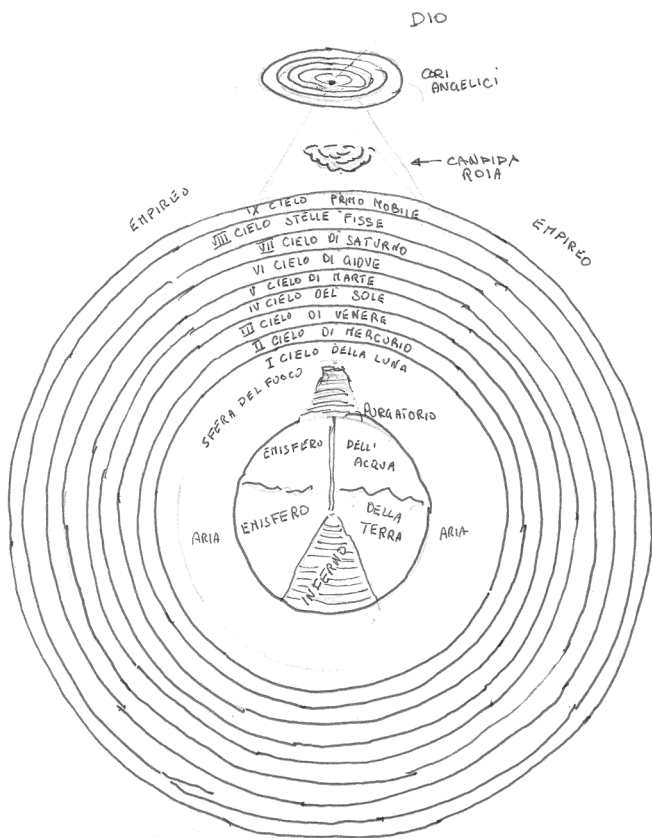 DIO
CORI
ANGELICI
CANDIDA
ROSA
EMPIREO
EMPIREO
IX CIELO PRIMO MOBILE
VIII CIELO STELLE FISSE
VII CIELO DI SATURNO
VI CIELO DI GIOVE
V CIELO DI MARTE
IV CIELO DEL SOLE
III CIELO DI VENERE
II CIELO DI MERCURIO
I CIELO DELLA LUNA
SFERA DEL FUOCO
PURGATORIO
EMISFERO DELL'
ACQUA
EMISFERO DELLA
TERRA
ARIA
ARIA
INFERNO